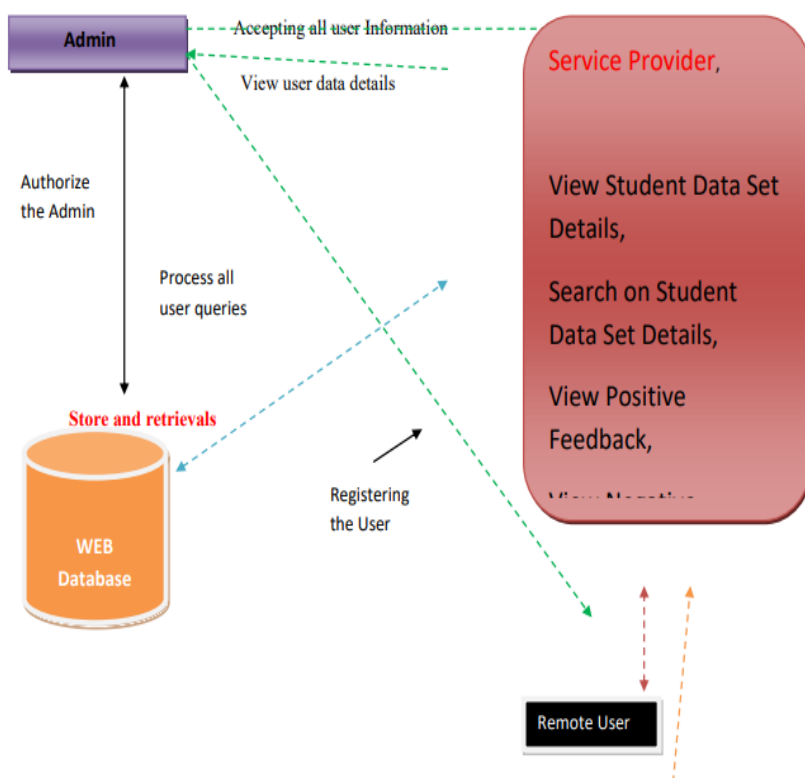 Admin
Accepting all user Information
View user data details
Service Provider,
View Student Data Set
Details,
Search on Student
Data Set Details,
View Positive
Feedback,
View Negative
Authorize
the Admin
Process all
user queries
Store and retrievals
WEB
Database
Registering
the User
Remote User